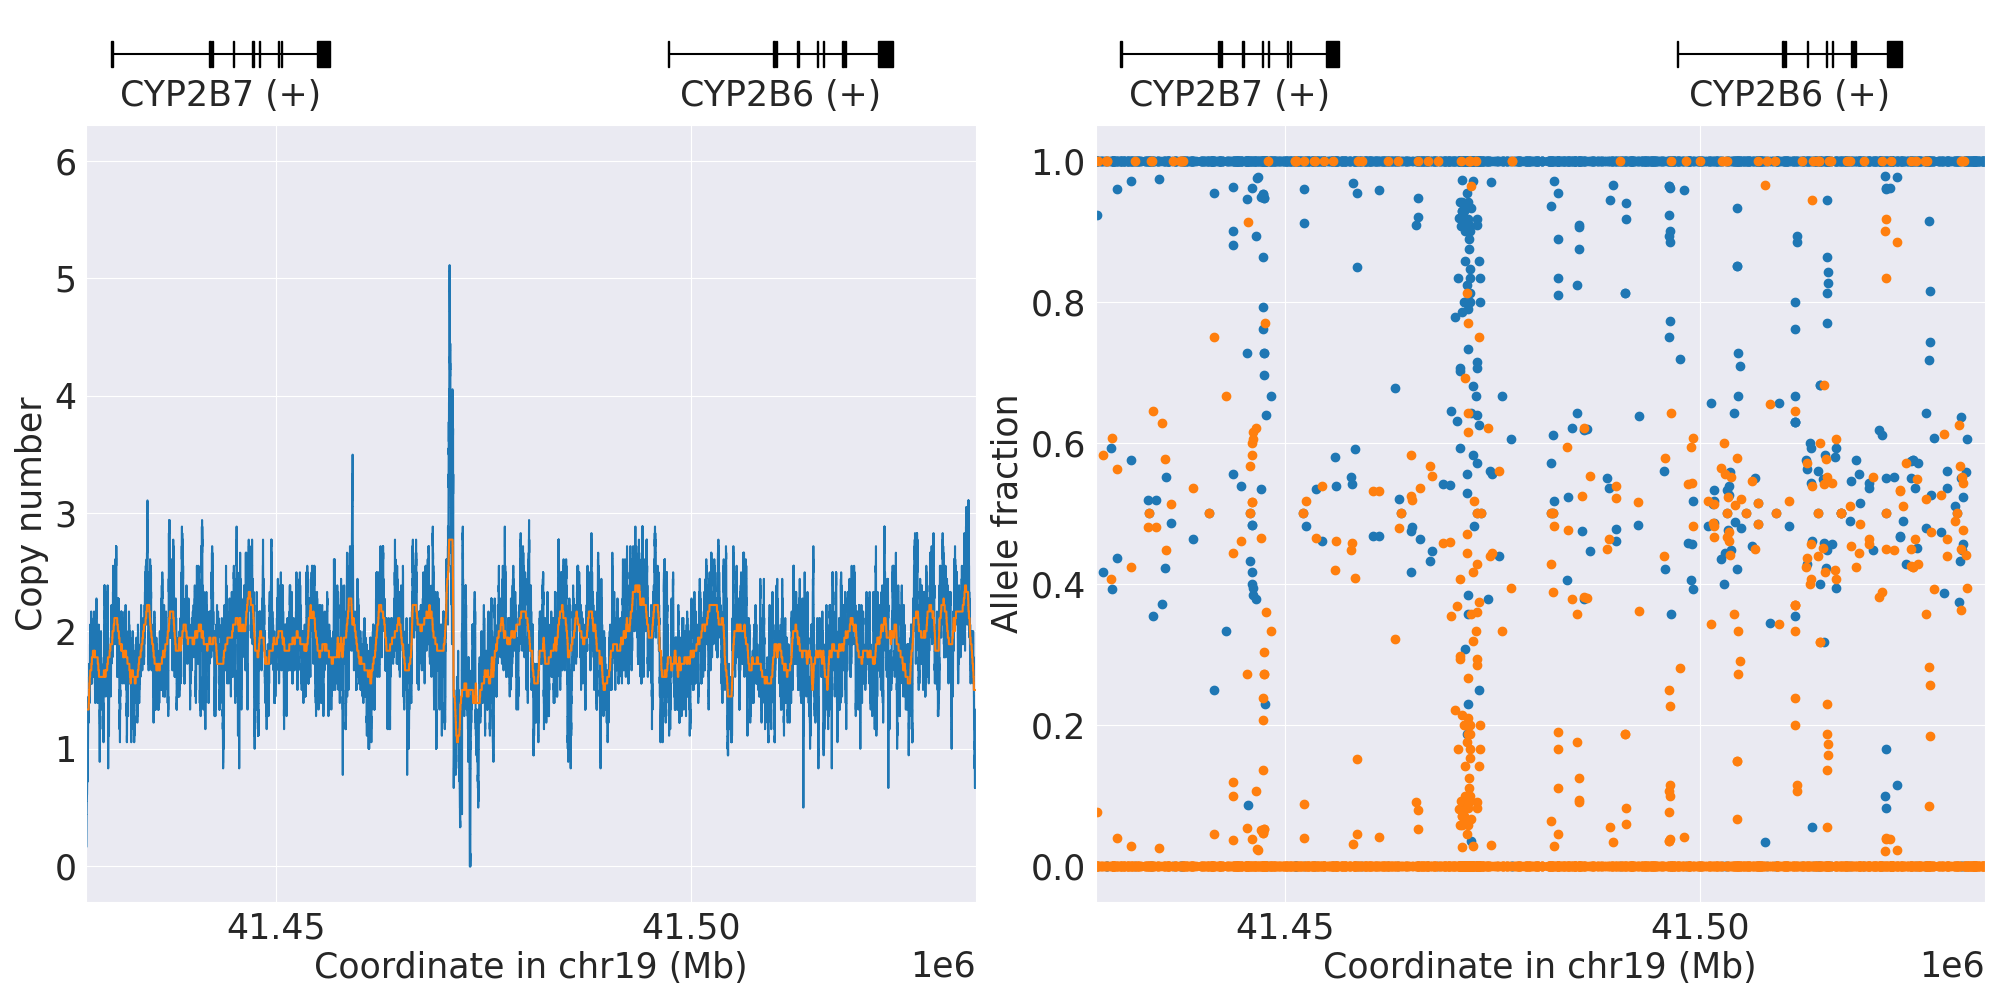 CYP2B7 (+)
CYP2B6 (+)
CYP2B7 (+)
CYP2B6 (+)
Copy number
6
5
4
3
2
1
0
41.45
41.50
Coordinate in chr19 (Mb)
1e6
Allele fraction
1.0
0.8
0.6
0.4
0.2
0.0
41.45
41.50
Coordinate in chr19 (Mb)
1e6